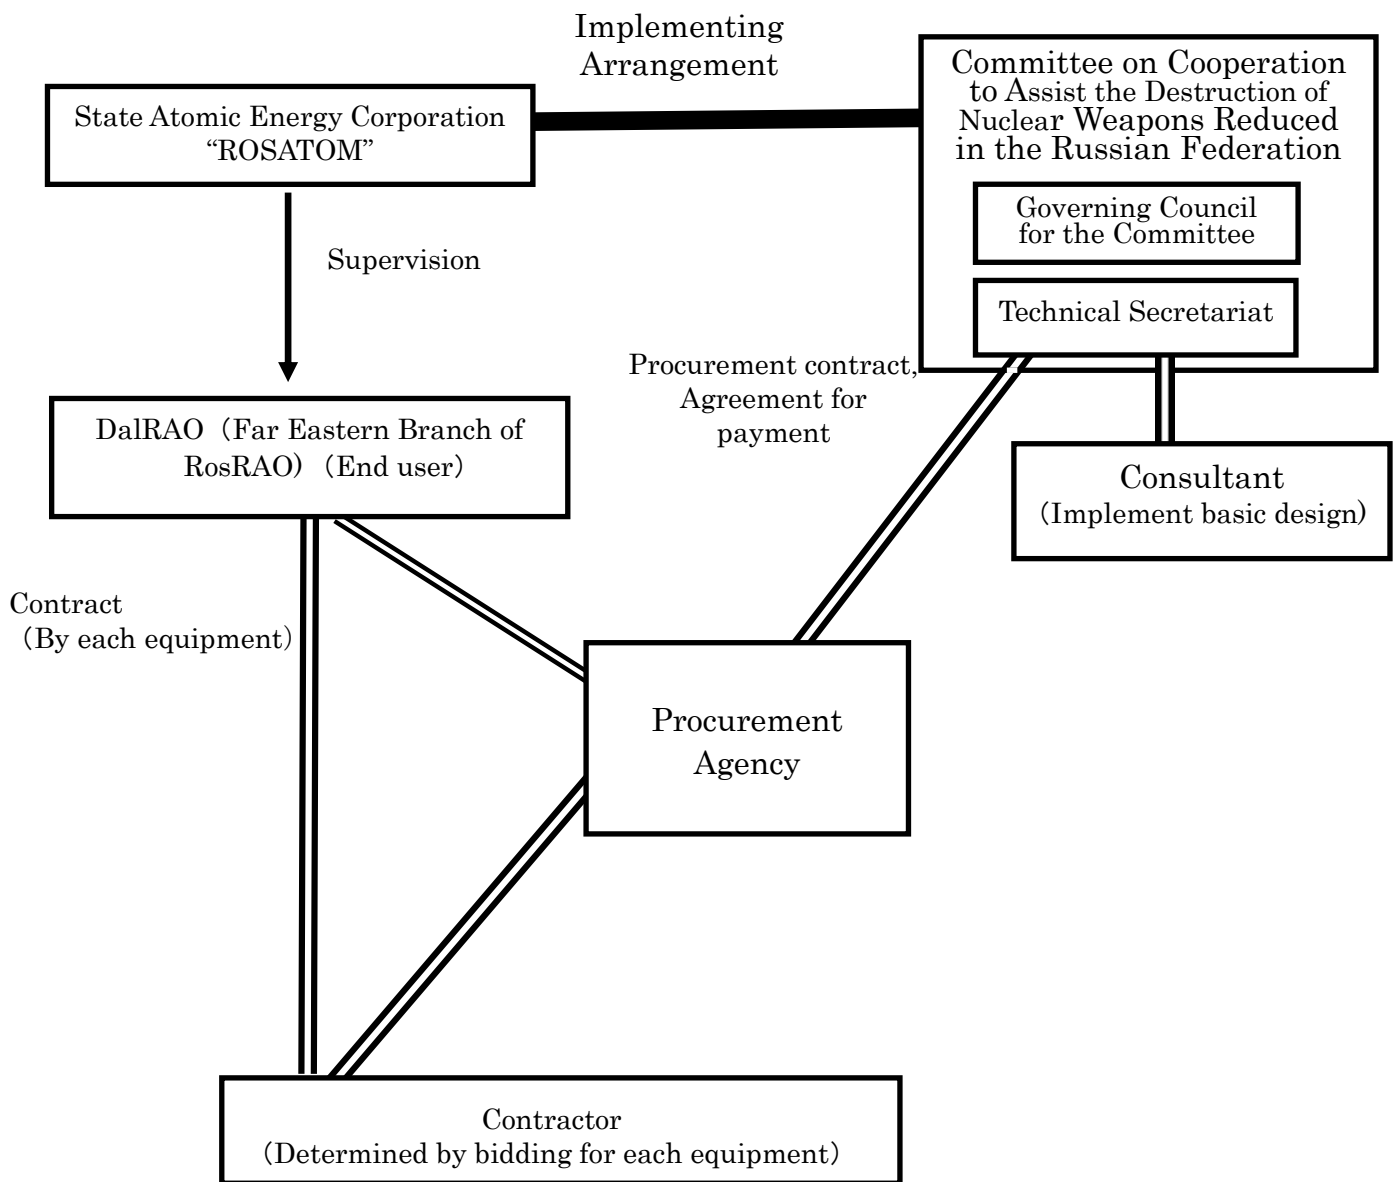 Implementing
Arrangement
State Atomic Energy Corporation
“ROSATOM”
Committee on Cooperation
to Assist the Destruction of
Nuclear Weapons Reduced
in the Russian Federation
Governing Council
for the Committee
Technical Secretariat
Supervision
Procurement contract,
Agreement for
payment
DalRAO（Far Eastern Branch of
RosRAO)（End user）
Consultant
（Implement basic design)
Contract
（By each equipment）
Procurement
Agency
Contractor
（Determined by bidding for each equipment）